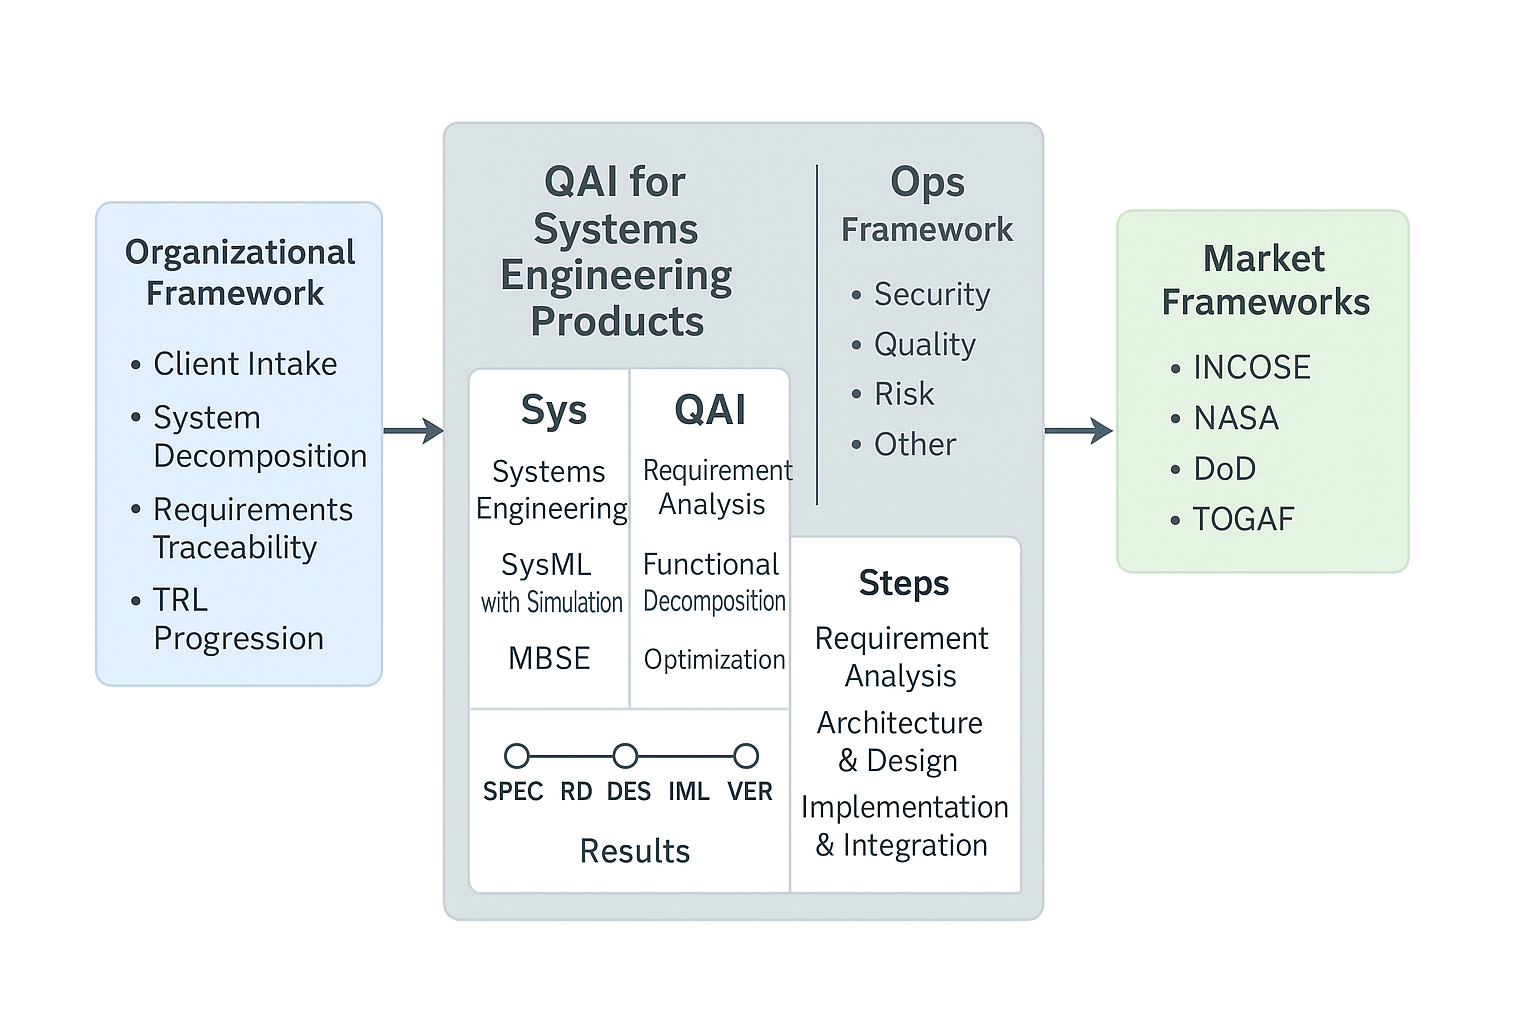 Organizational
Framework
• Client Intake
• System
Decomposition
• Requirements
Traceability
• TRL
Progression
QAI for
Systems
Engineering
Products
Sys
Systems
Engineering
SysML
with Simulation
MBSE
QAI
Requirement
Analysis
Functional
Decomposition
Optimization
SPEC RD DES IML VER
Results
Ops
Framework
• Security
• Quality
• Risk
• Other
Steps
Requirement
Analysis
Architecture
& Design
Implementation
& Integration
Market
Frameworks
• INCOSE
• NASA
• DoD
• TOGAF